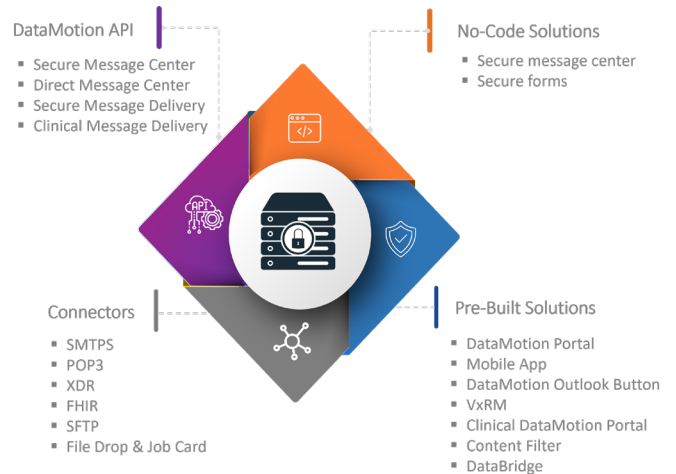 DataMotion API
Secure Message Center
Direct Message Center
Secure Message Delivery
Clinical Message Delivery
No-Code Solutions
Secure message center
Secure forms
API
Connectors
SMTPS
POP3
XDR
FHIR
SFTP
File Drop & Job Card
Pre-Built Solutions
DataMotion Portal
Mobile App
DataMotion Outlook Button
VxRM
Clinical DataMotion Portal
Content Filter
DataBridge